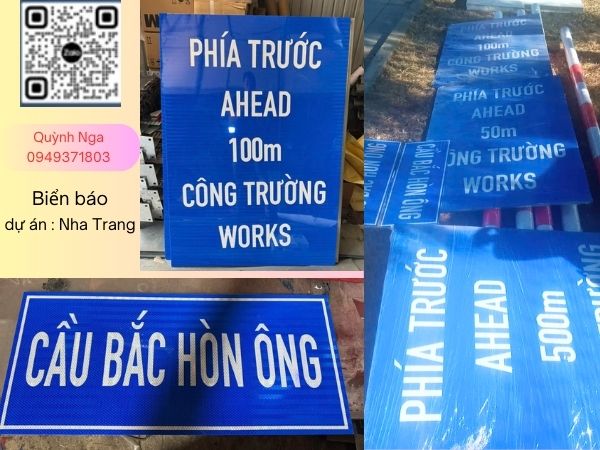 Zalo
Quỳnh Nga
0949371803
Biển báo
dự án : Nha Trang
PHÍA TRƯỚC
AHEAD
100m
CÔNG TRƯỜNG
WORKS
PHÍA TRƯỚC
AHEAD
100m
CÔNG TRƯỜNG
WORKS
PHÍA TRƯỚC
AHEAD
50m
CÔNG TRƯỜNG
WORKS
CẦU BẮC HÒN ÔNG
PHÍA TRƯỚC
AHEAD
500m
CẦU BẮC HÒN ÔNG